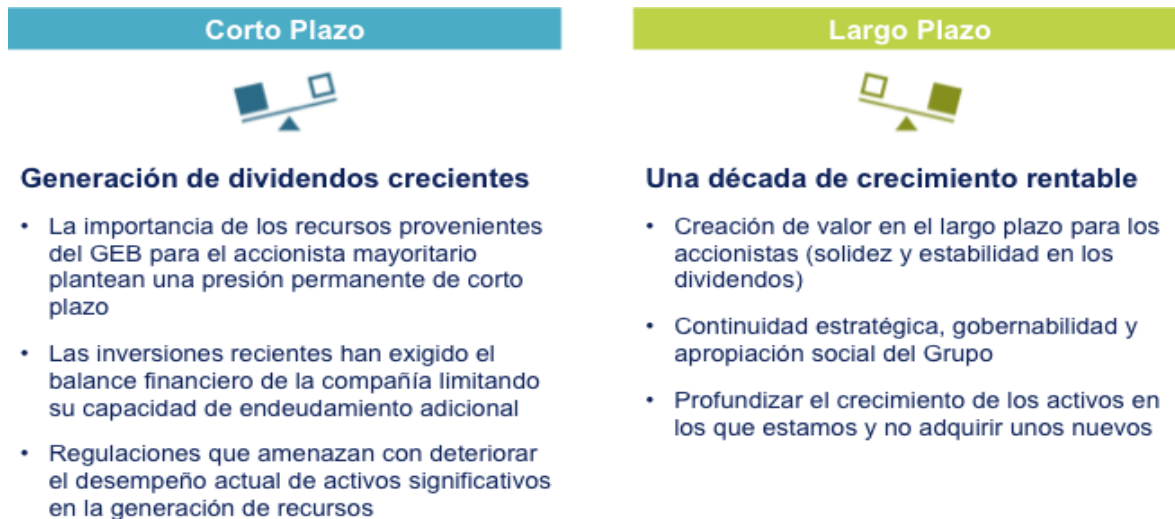 Corto Plazo
Generación de dividendos crecientes
• La importancia de los recursos provenientes
del GEB para el accionista mayoritario
plantean una presión permanente de corto
plazo
• Las inversiones recientes han exigido el
balance financiero de la compañía limitando
su capacidad de endeudamiento adicional
• Regulaciones que amenazan con deteriorar
el desempeño actual de activos significativos
en la generación de recursos
Largo Plazo
Una década de crecimiento rentable
• Creación de valor en el largo plazo para los
accionistas (solidez y estabilidad en los
dividendos)
• Continuidad estratégica, gobernabilidad y
apropiación social del Grupo
• Profundizar el crecimiento de los activos en
los que estamos y no adquirir unos nuevos